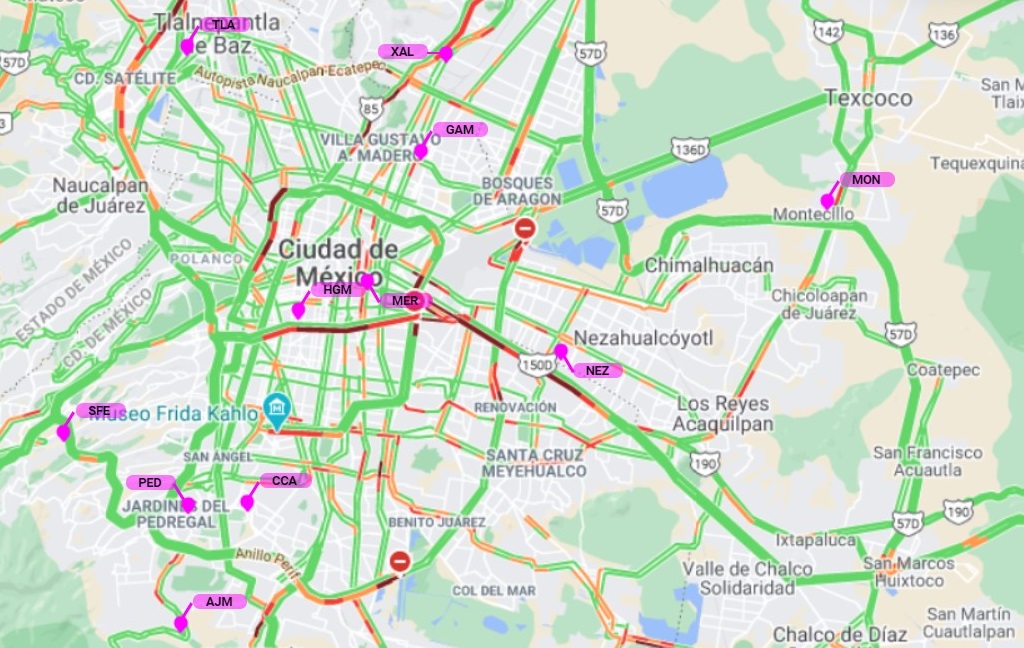 Tlalnepantla
de Baz
TLA
XAL
57D
142
136
57D
CD. SATÉLITE
Autopista Naucalpan Ecatepec
85
Texcoco
GAM
VILLA GUSTAVO
A. MADERO
136D
Tequexquina
Naucalpan
de Juárez
BOSQUES
DE ARAGON
MON
57D
Montecillo
POLANCO
Ciudad de
México
Chimalhuacán
ESTADO DE MÉXICO
CD. DE MÉXICO
HGM
MER
Chicoloapan
de Juárez
Nezahualcóyotl
57D
150D
NEZ
Coatepec
SFE
Museo Frida Kahlo
RENOVACIÓN
Los Reyes
Acaquilpan
SAN ÁNGEL
SANTA CRUZ
MEYEHUALCO
190
San Francisco
Acuautla
PED
CCA
JARDINES DEL
PEDREGAL
BENITO JUÁREZ
57D
190
Anillo Perif
Ixtapaluca
Valle de Chalco
Solidaridad
San Marcos
Huixtoco
COL DEL MAR
AJM
San Martín
Cuautlalpan
Chalco de Díaz